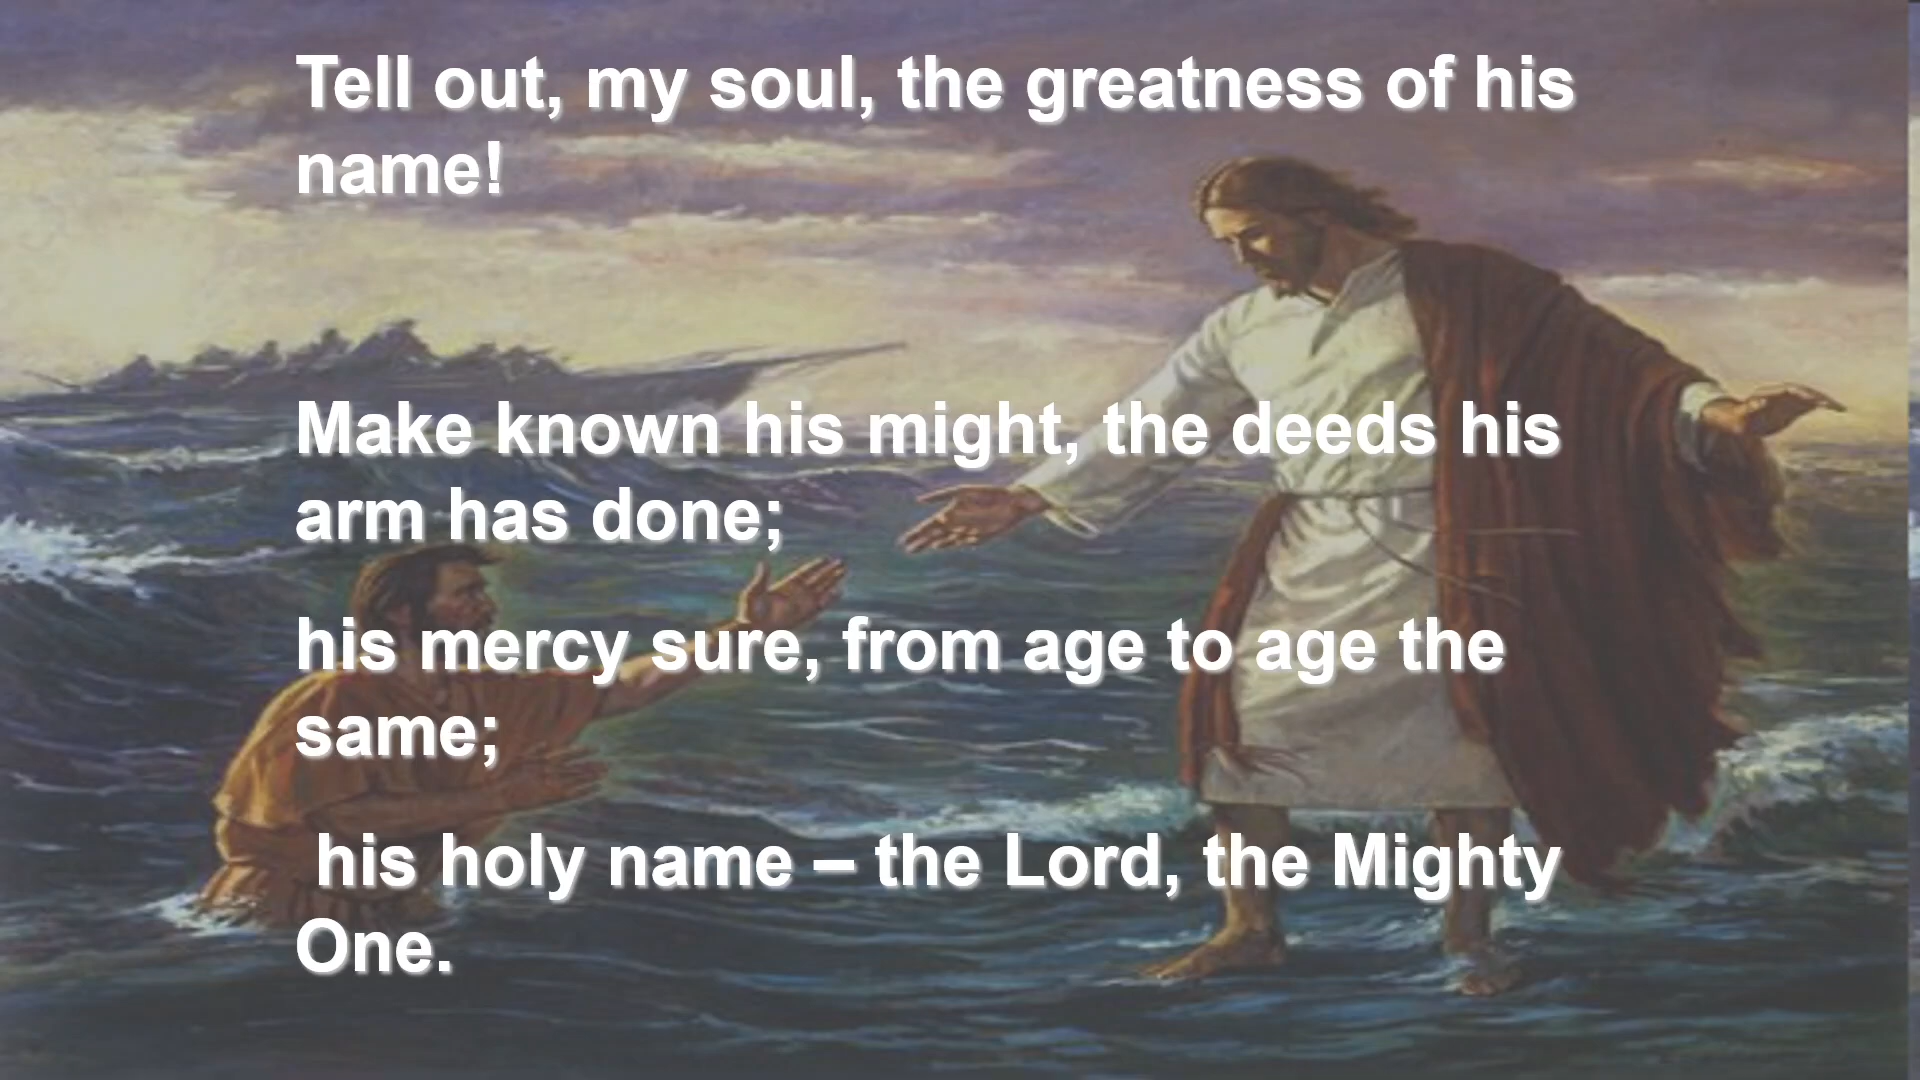 Tell out, my soul, the greatness of his
name!
Make known his might, the deeds his
arm has done;
his mercy sure, from age to age the
same;
his holy name – the Lord, the Mighty
One.